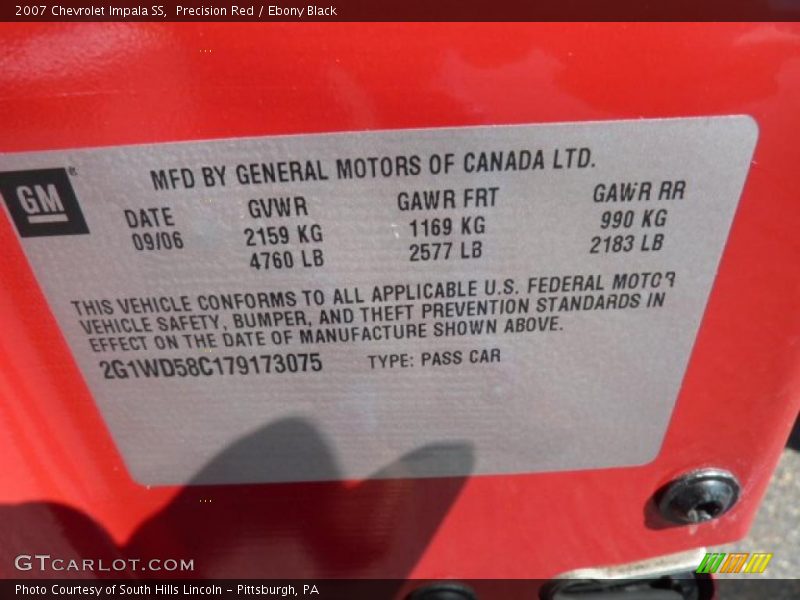 2007 Chevrolet Impala SS,  Precision Red / Ebony Black
GM®
MFD BY GENERAL MOTORS OF CANADA LTD.
DATE GVWR GAWR FRT GAWR RR
09/06 2159 KG 1169 KG 990 KG
4760 LB 2577 LB 2183 LB
THIS VEHICLE CONFORMS TO ALL APPLICABLE U.S. FEDERAL MOTOR
VEHICLE SAFETY, BUMPER, AND THEFT PREVENTION STANDARDS IN
EFFECT ON THE DATE OF MANUFACTURE SHOWN ABOVE.
2G1WD58C179173075 TYPE: PASS CAR
GTCARLOT.COM
Photo Courtesy of South Hills Lincoln - Pittsburgh, PA